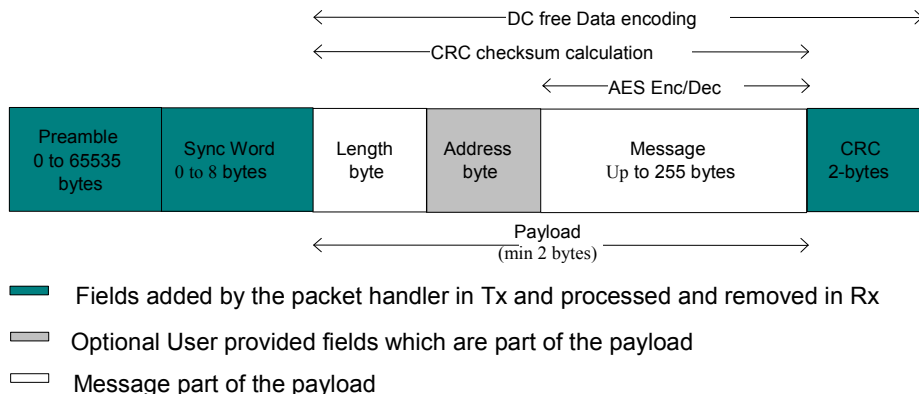 DC free Data encoding
CRC checksum calculation
AES Enc/Dec
Preamble
0 to 65535
bytes
Sync Word
0 to 8 bytes
Length
byte
Address
byte
Message
Up to 255 bytes
CRC
2-bytes
Payload
(min 2 bytes)
Fields added by the packet handler in Tx and processed and removed in Rx
Optional User provided fields which are part of the payload
Message part of the payload